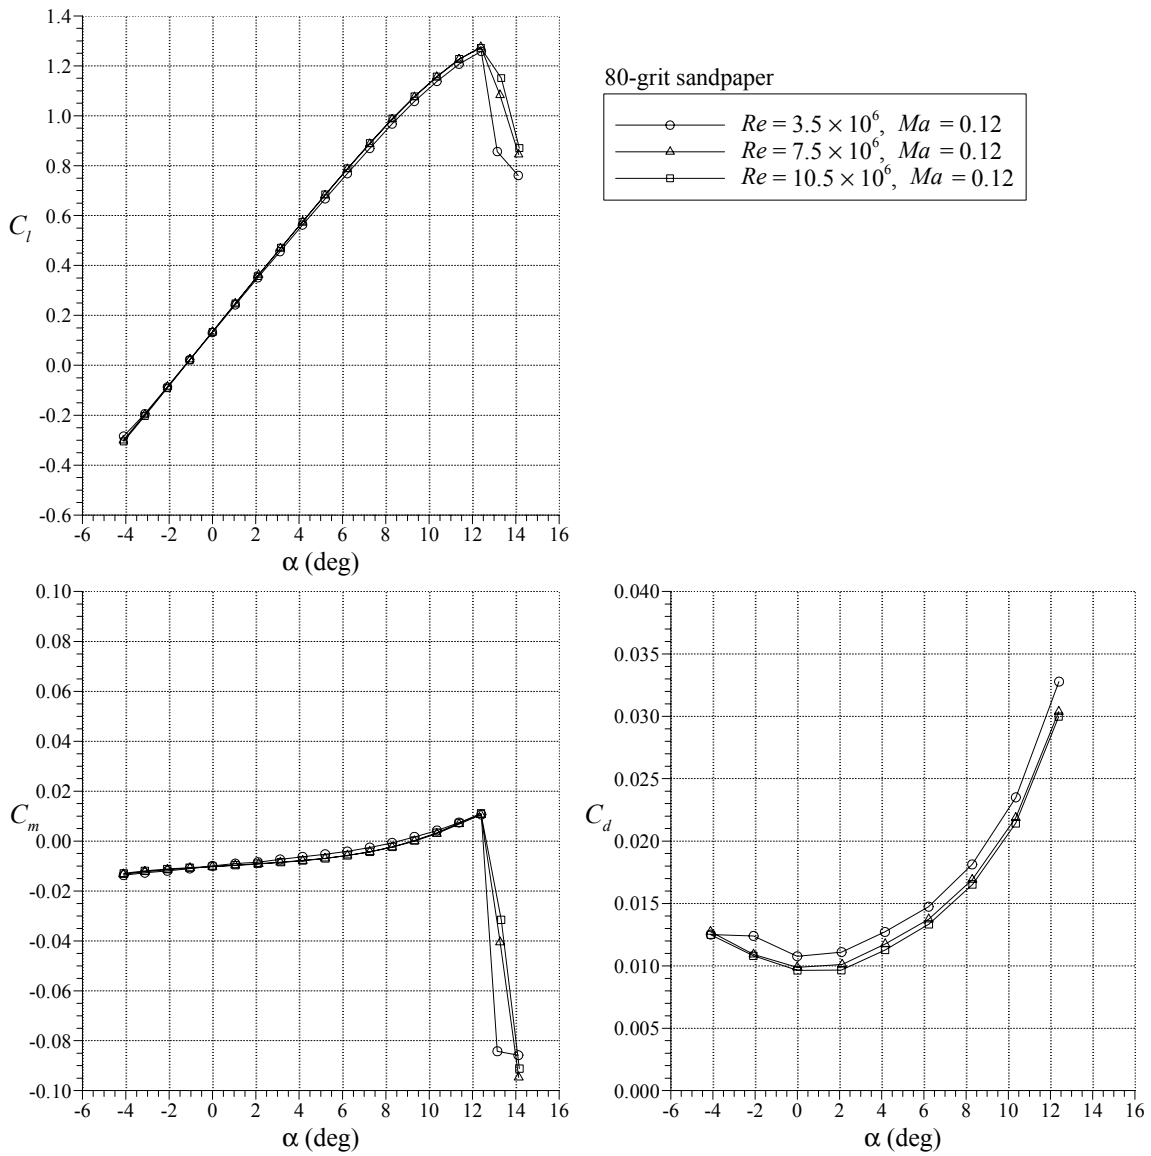 1.4
1.2
1.0
0.8
0.6
0.4
0.2
0.0
-0.2
-0.4
-0.6
C_l
-6 -4 -2 0 2 4 6 8 10 12 14 16
α (deg)
80-grit sandpaper
Re = 3.5 × 10⁶, Ma = 0.12
Re = 7.5 × 10⁶, Ma = 0.12
Re = 10.5 × 10⁶, Ma = 0.12
0.10
0.08
0.06
0.04
0.02
0.00
-0.02
-0.04
-0.06
-0.08
-0.10
C_m
-6 -4 -2 0 2 4 6 8 10 12 14 16
α (deg)
0.040
0.035
0.030
0.025
0.020
0.015
0.010
0.005
0.000
C_d
-6 -4 -2 0 2 4 6 8 10 12 14 16
α (deg)